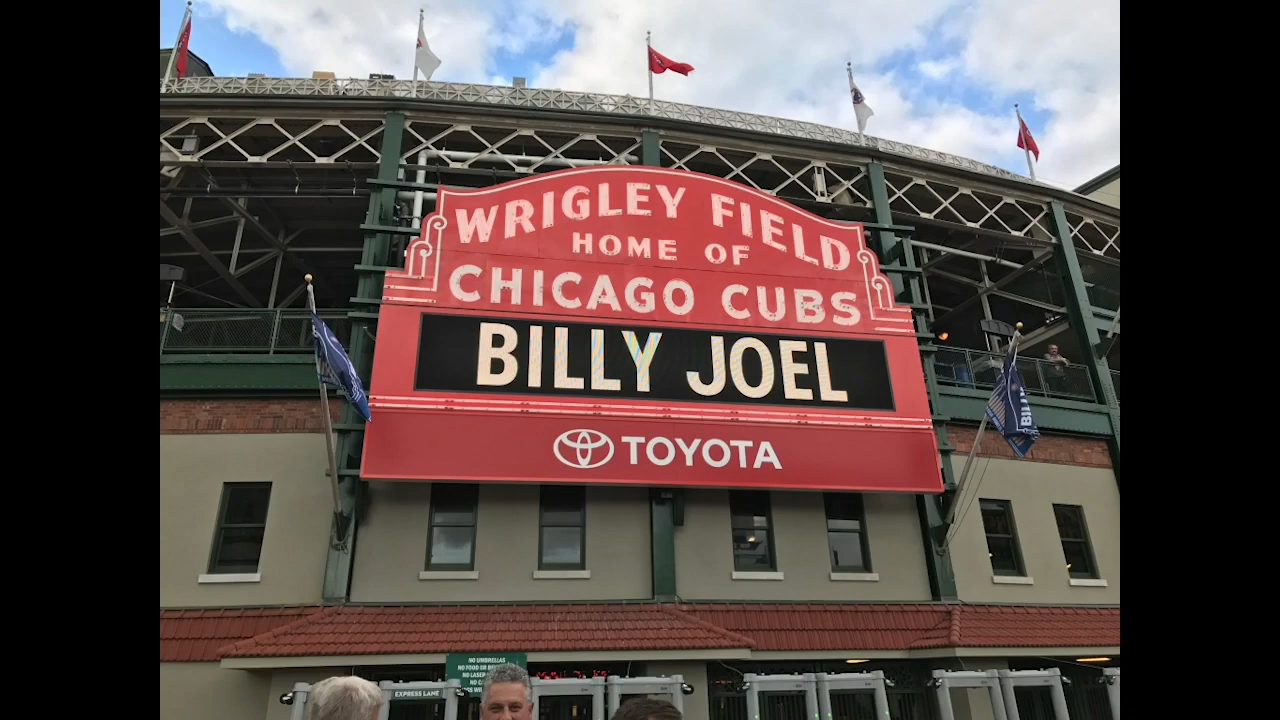 WRIGLEY FIELD
HOME OF
CHICAGO CUBS
BILLY JOEL
TOYOTA
NO UMBRELLAS
EXPRESS LANE